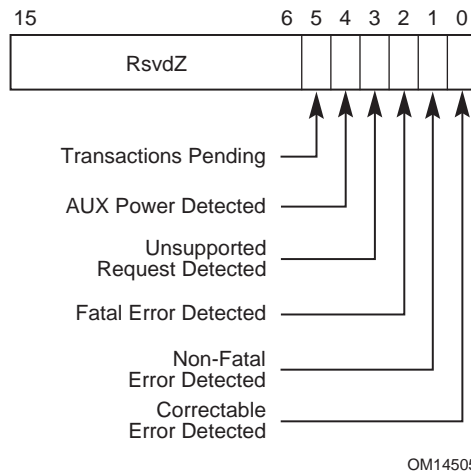 15 6 5 4 3 2 1 0
RsvdZ
Transactions Pending
AUX Power Detected
Unsupported
Request Detected
Fatal Error Detected
Non-Fatal
Error Detected
Correctable
Error Detected
OM14505